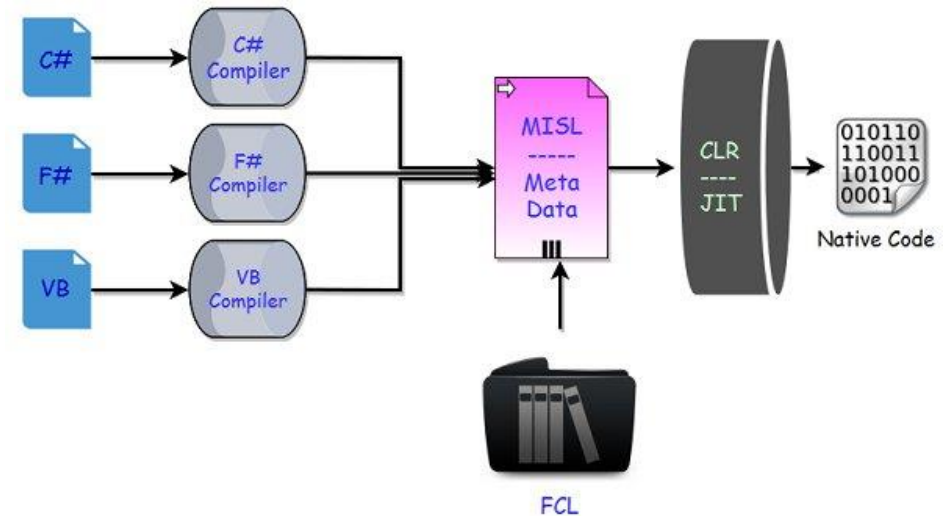 C#
C#
Compiler
F#
F#
Compiler
VB
VB
Compiler
MISL
-----
Meta
Data
FCL
CLR
----
JIT
010110
110011
101000
0001
Native Code